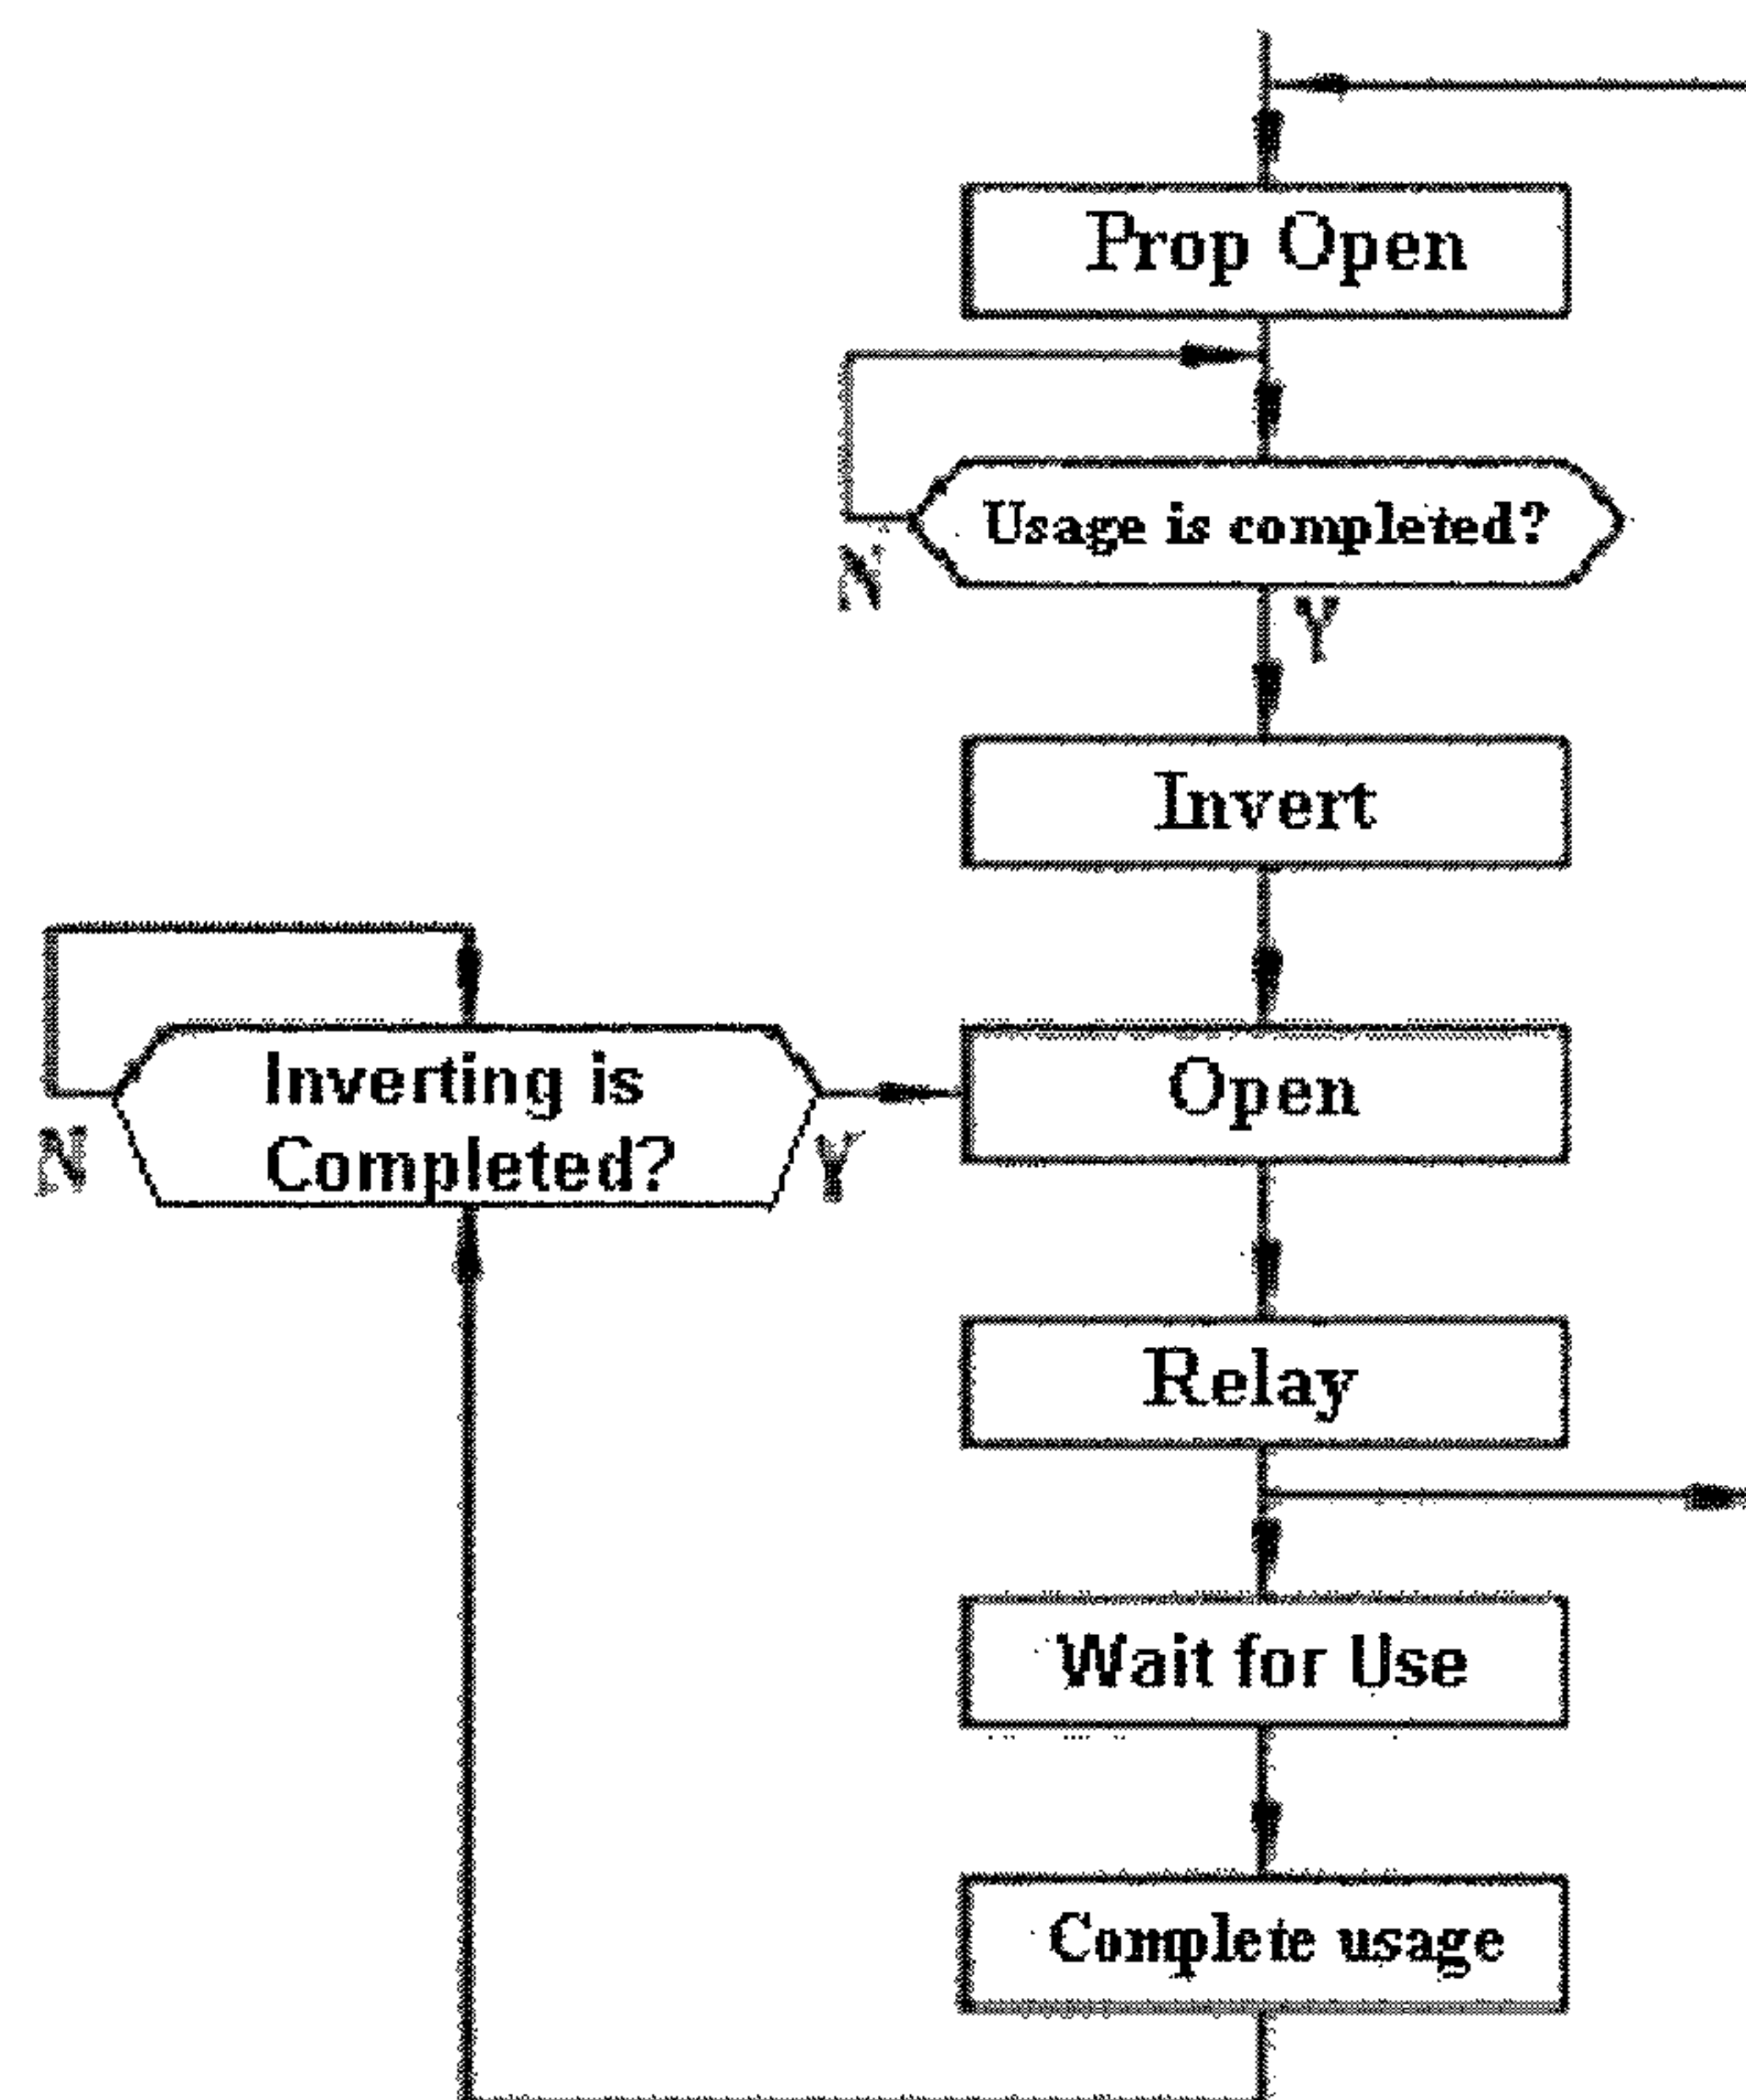 Prop Open
Usage is completed?
N
Y
Invert
Inverting is
Completed?
N
Y
Open
Relay
Wait for Use
Complete usage